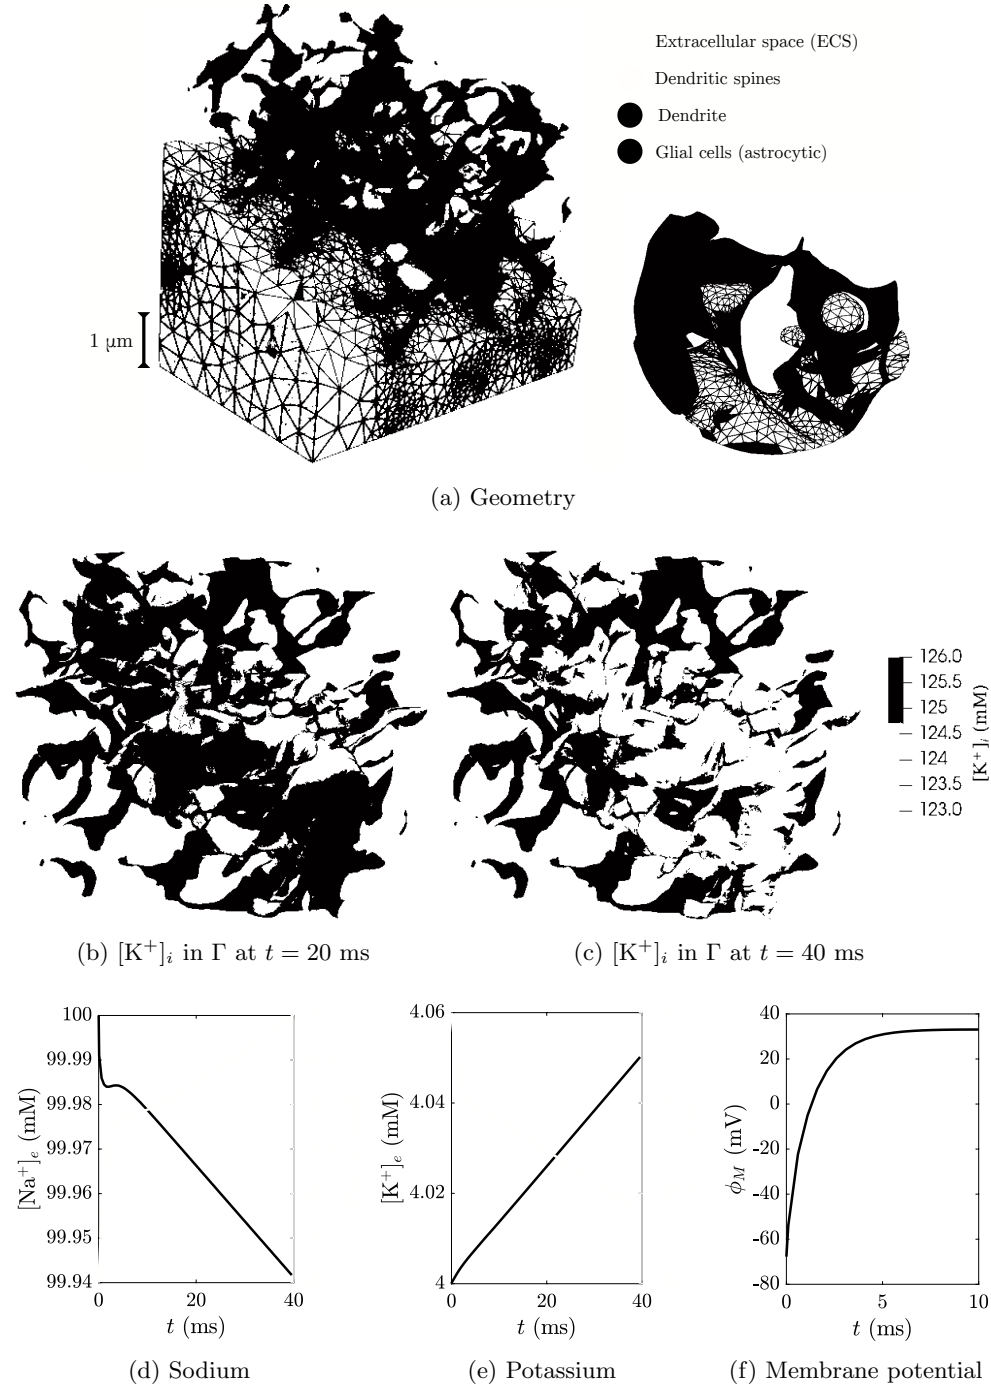 Extracellular space (ECS)
Dendritic spines
Dendrite
Glial cells (astrocytic)
1 μm
(a) Geometry
126.0
125.5
125
124.5
124
123.5
123.0
[K⁺]ᵢ (mM)
(b) [K⁺]ᵢ in Γ at t = 20 ms
(c) [K⁺]ᵢ in Γ at t = 40 ms
100
99.99
99.98
99.97
99.96
99.95
99.94
[Na⁺]ₑ (mM)
0
20
40
t (ms)
(d) Sodium
4.06
4.04
4.02
4
[K⁺]ₑ (mM)
0
20
40
t (ms)
(e) Potassium
40
20
0
-20
-40
-60
-80
ϕ_M (mV)
0
5
10
t (ms)
(f) Membrane potential